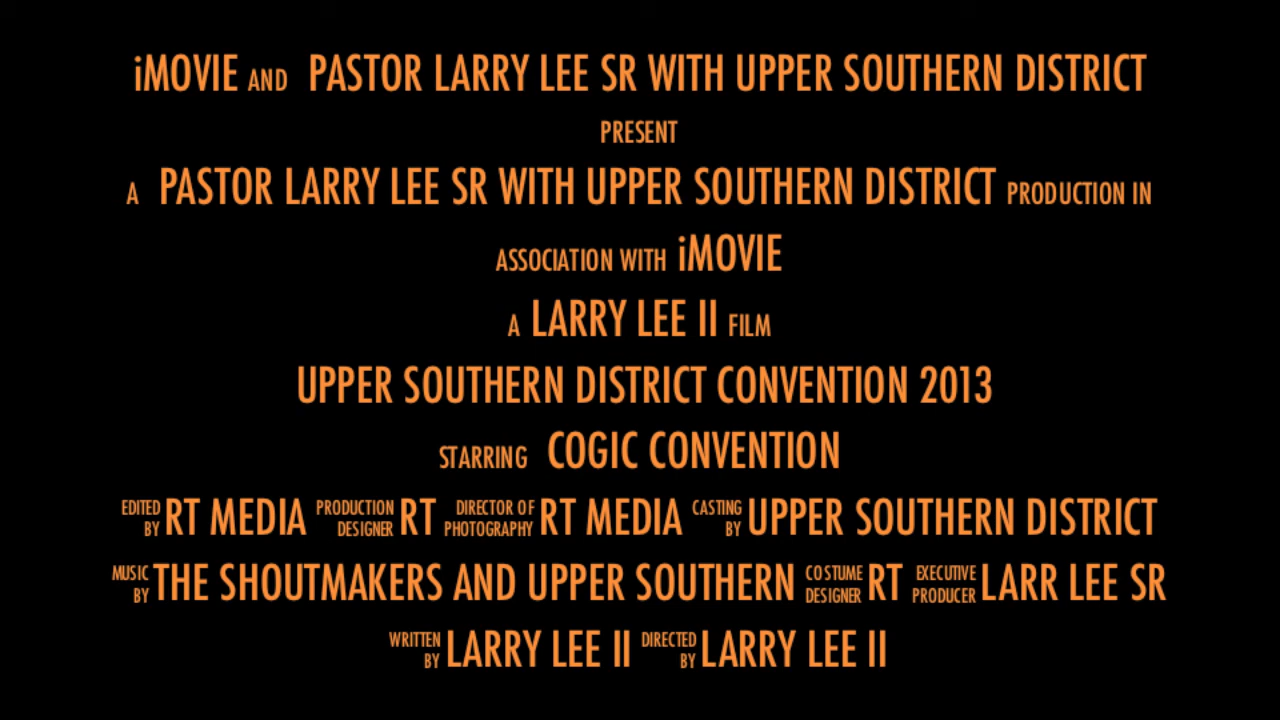 iMOVIE AND PASTOR LARRY LEE SR WITH UPPER SOUTHERN DISTRICT
PRESENT
A PASTOR LARRY LEE SR WITH UPPER SOUTHERN DISTRICT PRODUCTION IN
ASSOCIATION WITH iMOVIE
A LARRY LEE II FILM
UPPER SOUTHERN DISTRICT CONVENTION 2013
STARRING COGIC CONVENTION
EDITED BY RT MEDIA PRODUCTION DESIGNER RT DIRECTOR OF PHOTOGRAPHY RT MEDIA CASTING BY UPPER SOUTHERN DISTRICT
MUSIC BY THE SHOUTMAKERS AND UPPER SOUTHERN COSTUME DESIGNER RT EXECUTIVE PRODUCER LARR LEE SR
WRITTEN BY LARRY LEE II DIRECTED BY LARRY LEE II